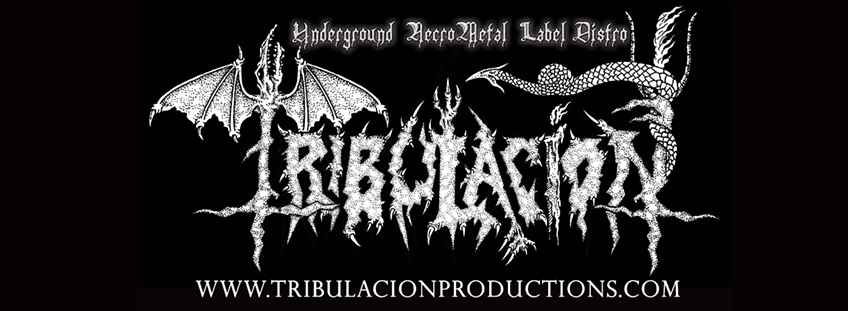 Underground NecroMetal Label Distro
TRIBULACION
WWW.TRIBULACIONPRODUCTIONS.COM